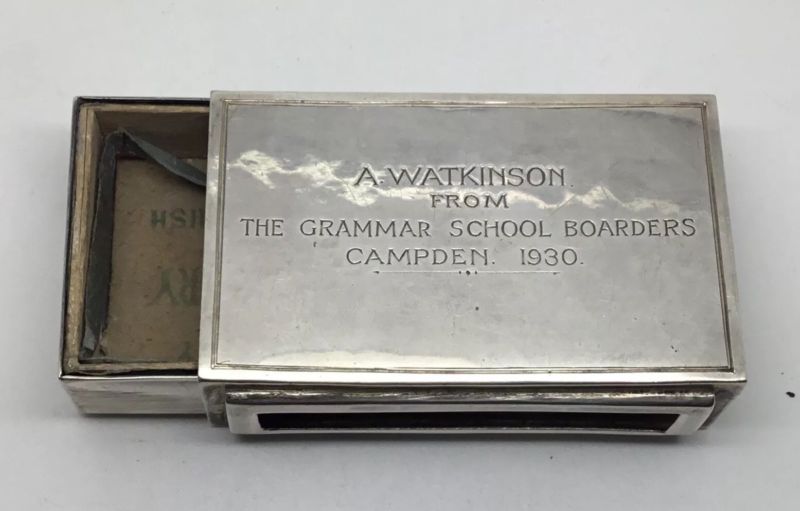 A. WATKINSON.
FROM
THE GRAMMAR SCHOOL BOARDERS
CAMPDEN. 1930.